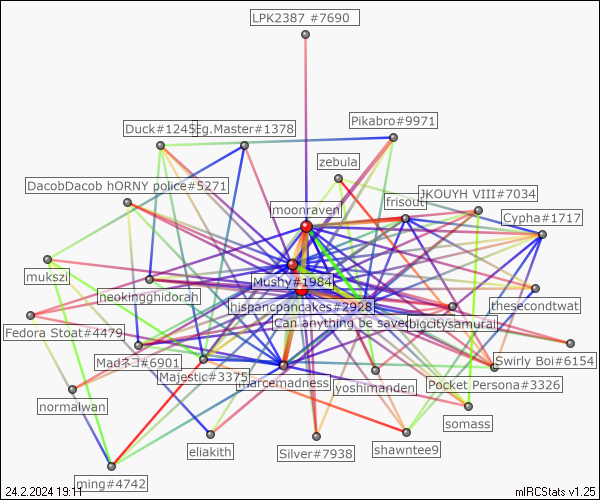 LPK2387 #7690
Duck#1245
Eg.Master#1378
Pikabro#9971
zebula
DacobDacob hORNY police#5271
JKOUYH VIII#7034
frisout
moonraven
Cypha#1717
mukszi
Mushy#1984
neokingghidorah
hispancpancakes#2928
thesecondtwat
Can anything be saved
bigcitysamurai
Fedora Stoat#4479
Madネコ#6901
Swirly Boi#6154
Majestic#3375
marcemadness
yoshimanden
Pocket Persona#3326
normalwan
somass
eliakith
Silver#7938
shawntee9
ming#4742
24.2.2024 19:11
mIRCStats v1.25